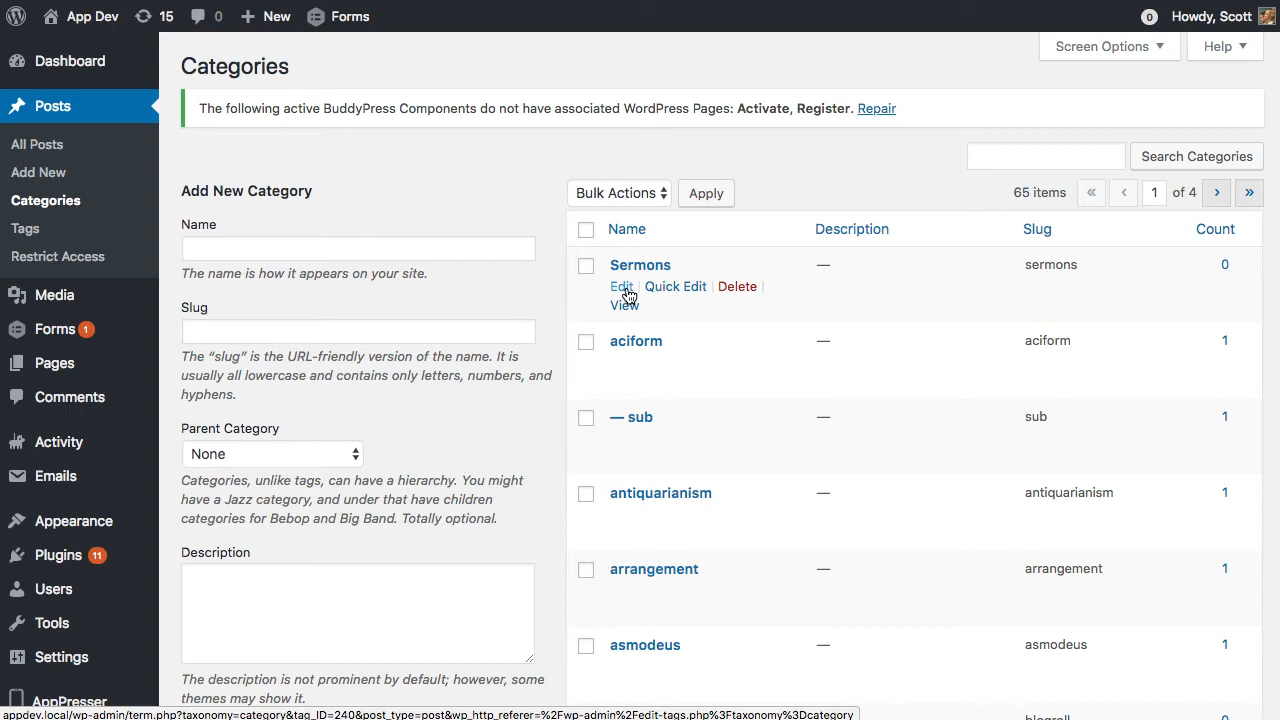 App Dev 15 0 New Forms 0 Howdy, Scott
Dashboard
Posts
All Posts
Add New
Categories
Tags
Restrict Access
Media
Forms 1
Pages
Comments
Activity
Emails
Appearance
Plugins 11
Users
Tools
Settings
AppPresser
Screen Options Help
Categories
The following active BuddyPress Components do not have associated WordPress Pages: Activate, Register. Repair
Search Categories
Add New Category
Name
The name is how it appears on your site.
Slug
The “slug” is the URL-friendly version of the name. It is
usually all lowercase and contains only letters, numbers, and
hyphens.
Parent Category
None
Categories, unlike tags, can have a hierarchy. You might
have a Jazz category, and under that have children
categories for Bebop and Big Band. Totally optional.
Description
The description is not prominent by default; however, some
themes may show it.
Bulk Actions Apply 65 items « ‹ 1 of 4 › »
Name Description Slug Count
Sermons — sermons 0
Edit | Quick Edit | Delete |
View
aciform — aciform 1
— sub — sub 1
antiquarianism — antiquarianism 1
arrangement — arrangement 1
asmodeus — asmodeus 1
appdev.local/wp-admin/term.php?taxonomy=category&tag_ID=240&post_type=post&wp_http_referer=%2Fwp-admin%2Fedit-tags.php%3Ftaxonomy%3Dcategory